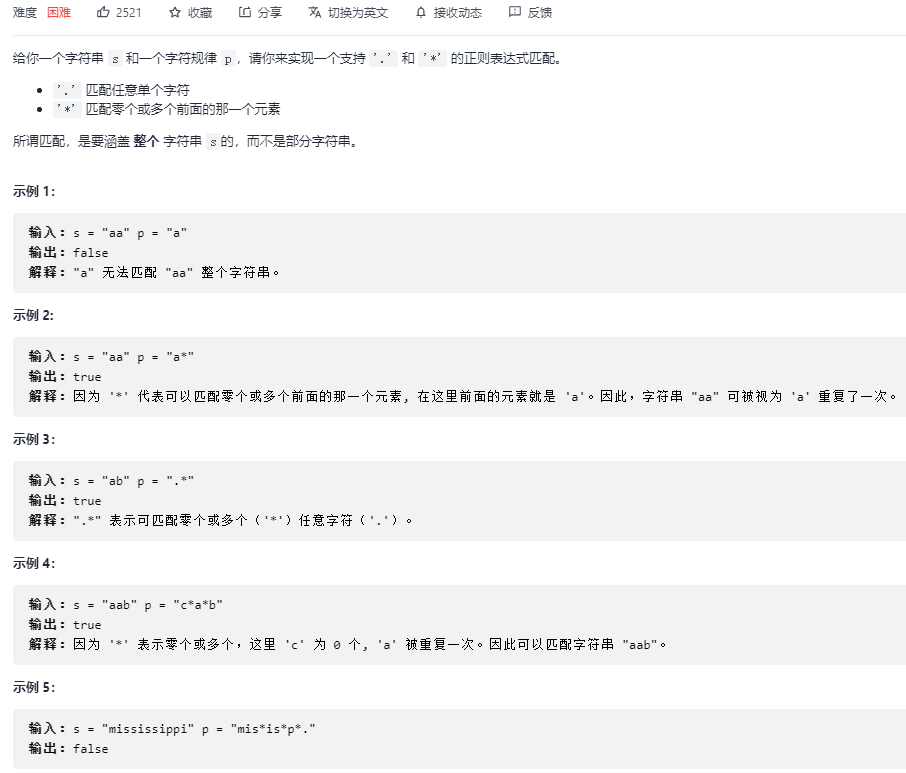 难度 困难 2521 收藏 分享 切换为英文 接收动态 反馈
给你一个字符串 s 和一个字符规律 p，请你来实现一个支持 '.' 和 '*' 的正则表达式匹配。
'.' 匹配任意单个字符
'*' 匹配零个或多个前面的那一个元素
所谓匹配，是要涵盖 整个 字符串 s的，而不是部分字符串。
示例 1：
输入：s = "aa" p = "a"
输出：false
解释："a" 无法匹配 "aa" 整个字符串。
示例 2:
输入：s = "aa" p = "a*"
输出：true
解释：因为 '*' 代表可以匹配零个或多个前面的那一个元素, 在这里前面的元素就是 'a'。因此，字符串 "aa" 可被视为 'a' 重复了一次。
示例 3：
输入：s = "ab" p = ".*"
输出：true
解释：".*" 表示可匹配零个或多个（'*'）任意字符（'.'）。
示例 4：
输入：s = "aab" p = "c*a*b"
输出：true
解释：因为 '*' 表示零个或多个，这里 'c' 为 0 个, 'a' 被重复一次。因此可以匹配字符串 "aab"。
示例 5：
输入：s = "mississippi" p = "mis*is*p*."
输出：false